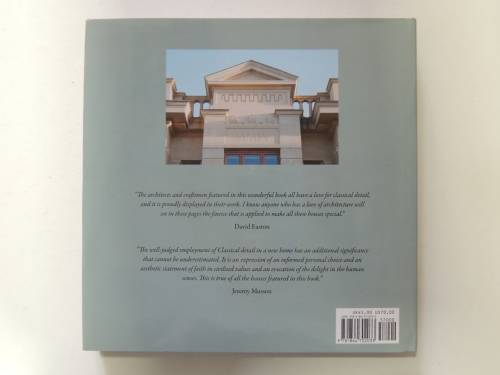 "The architects and craftsmen featured in this wonderful book all have a love for classical detail,
and it is proudly displayed in their work. I know anyone who has a love of architecture will
see in these pages the finesse that is applied to make all these houses special."
David Easton
"The well-judged employment of Classical detail in a new home has an additional significance
that cannot be underestimated. It is an expression of an informed personal choice and an
aesthetic statement of faith in civilized values and an evocation of the delight in the human
senses. This is true of all the houses featured in this book."
Jeremy Musson
57000